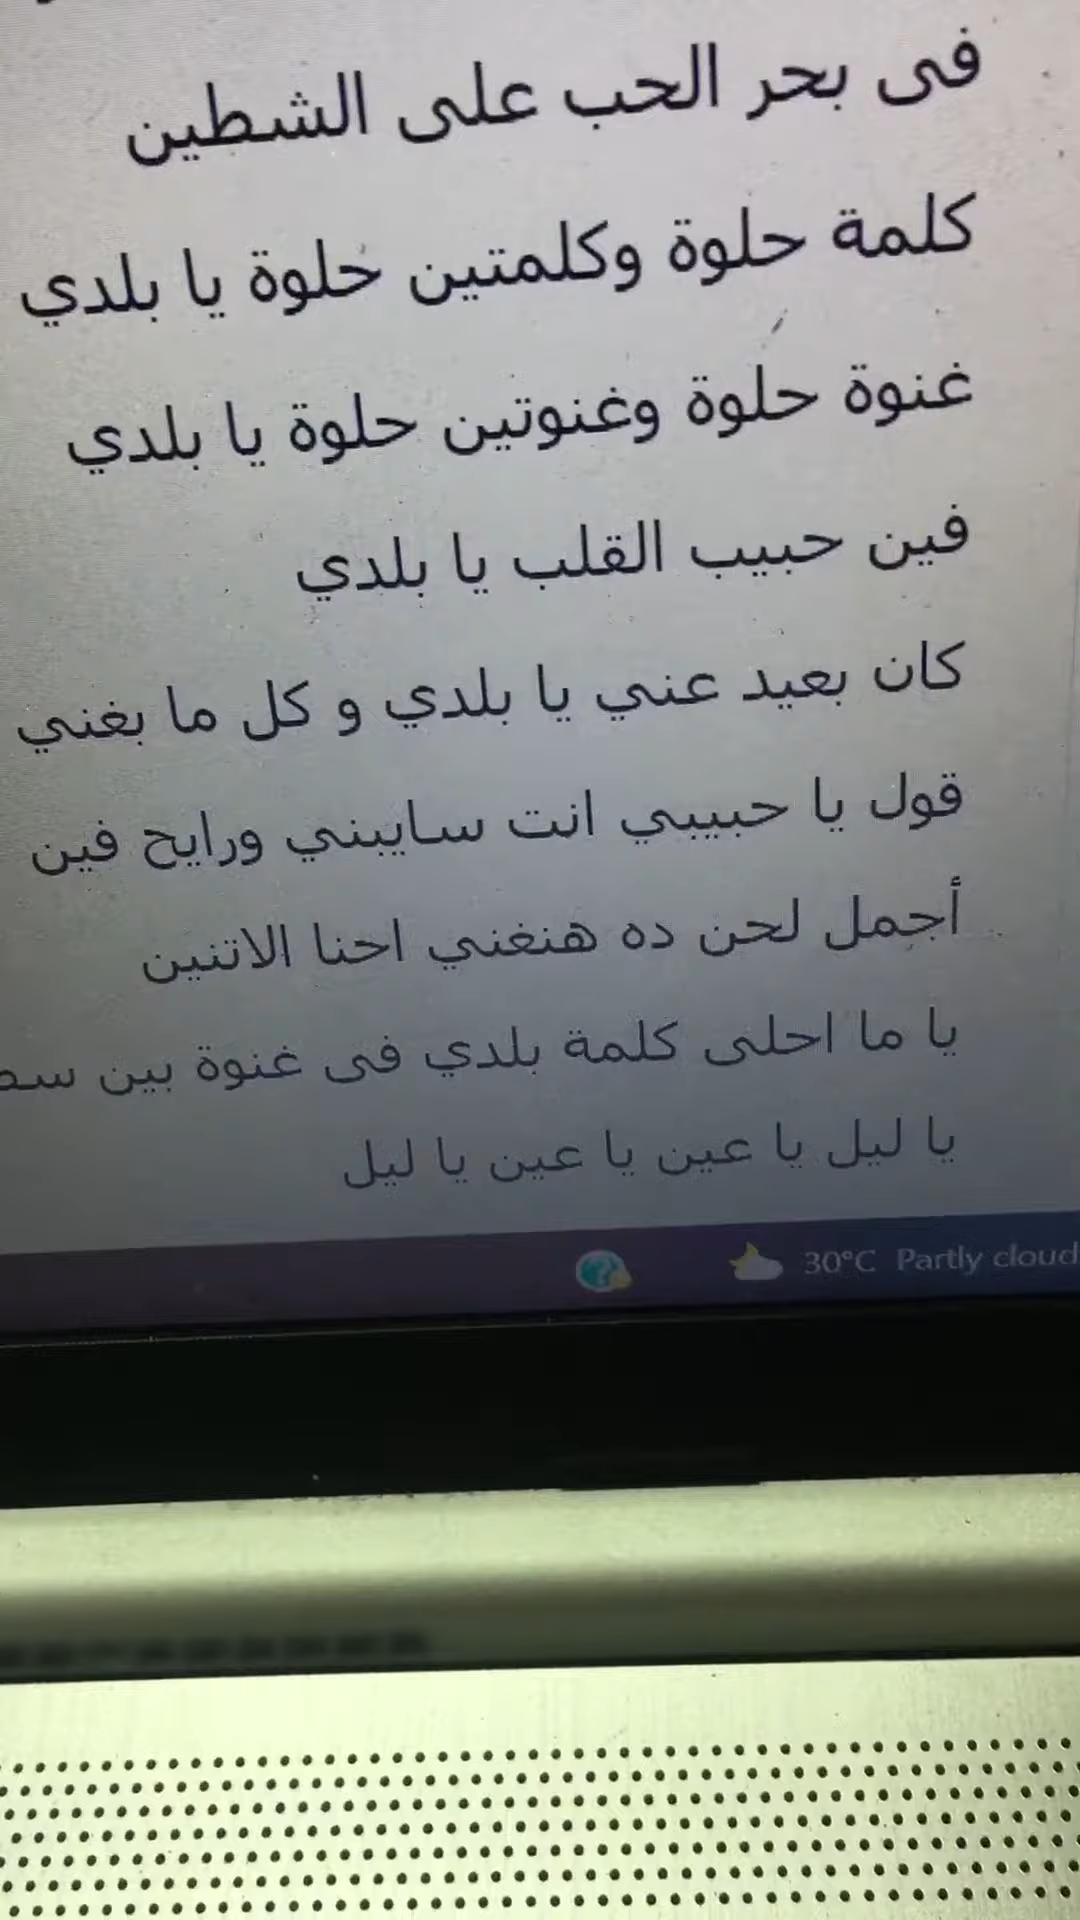 فى بحر الحب على الشطين
كلمة حلوة وكلمتين حلوة يا بلدي
غنوة حلوة وغنوتين حلوة يا بلدي
فين حبيب القلب يا بلدي
كان بعيد عني يا بلدي و كل ما بغني
قول يا حبيبي انت سايبني ورايح فين
أجمل لحن ده هنغني احنا الاتنين
يا ما احلى كلمة بلدي فى غنوة بين
يا ليل يا عين يا عين يا ليل
30°C Partly cloud